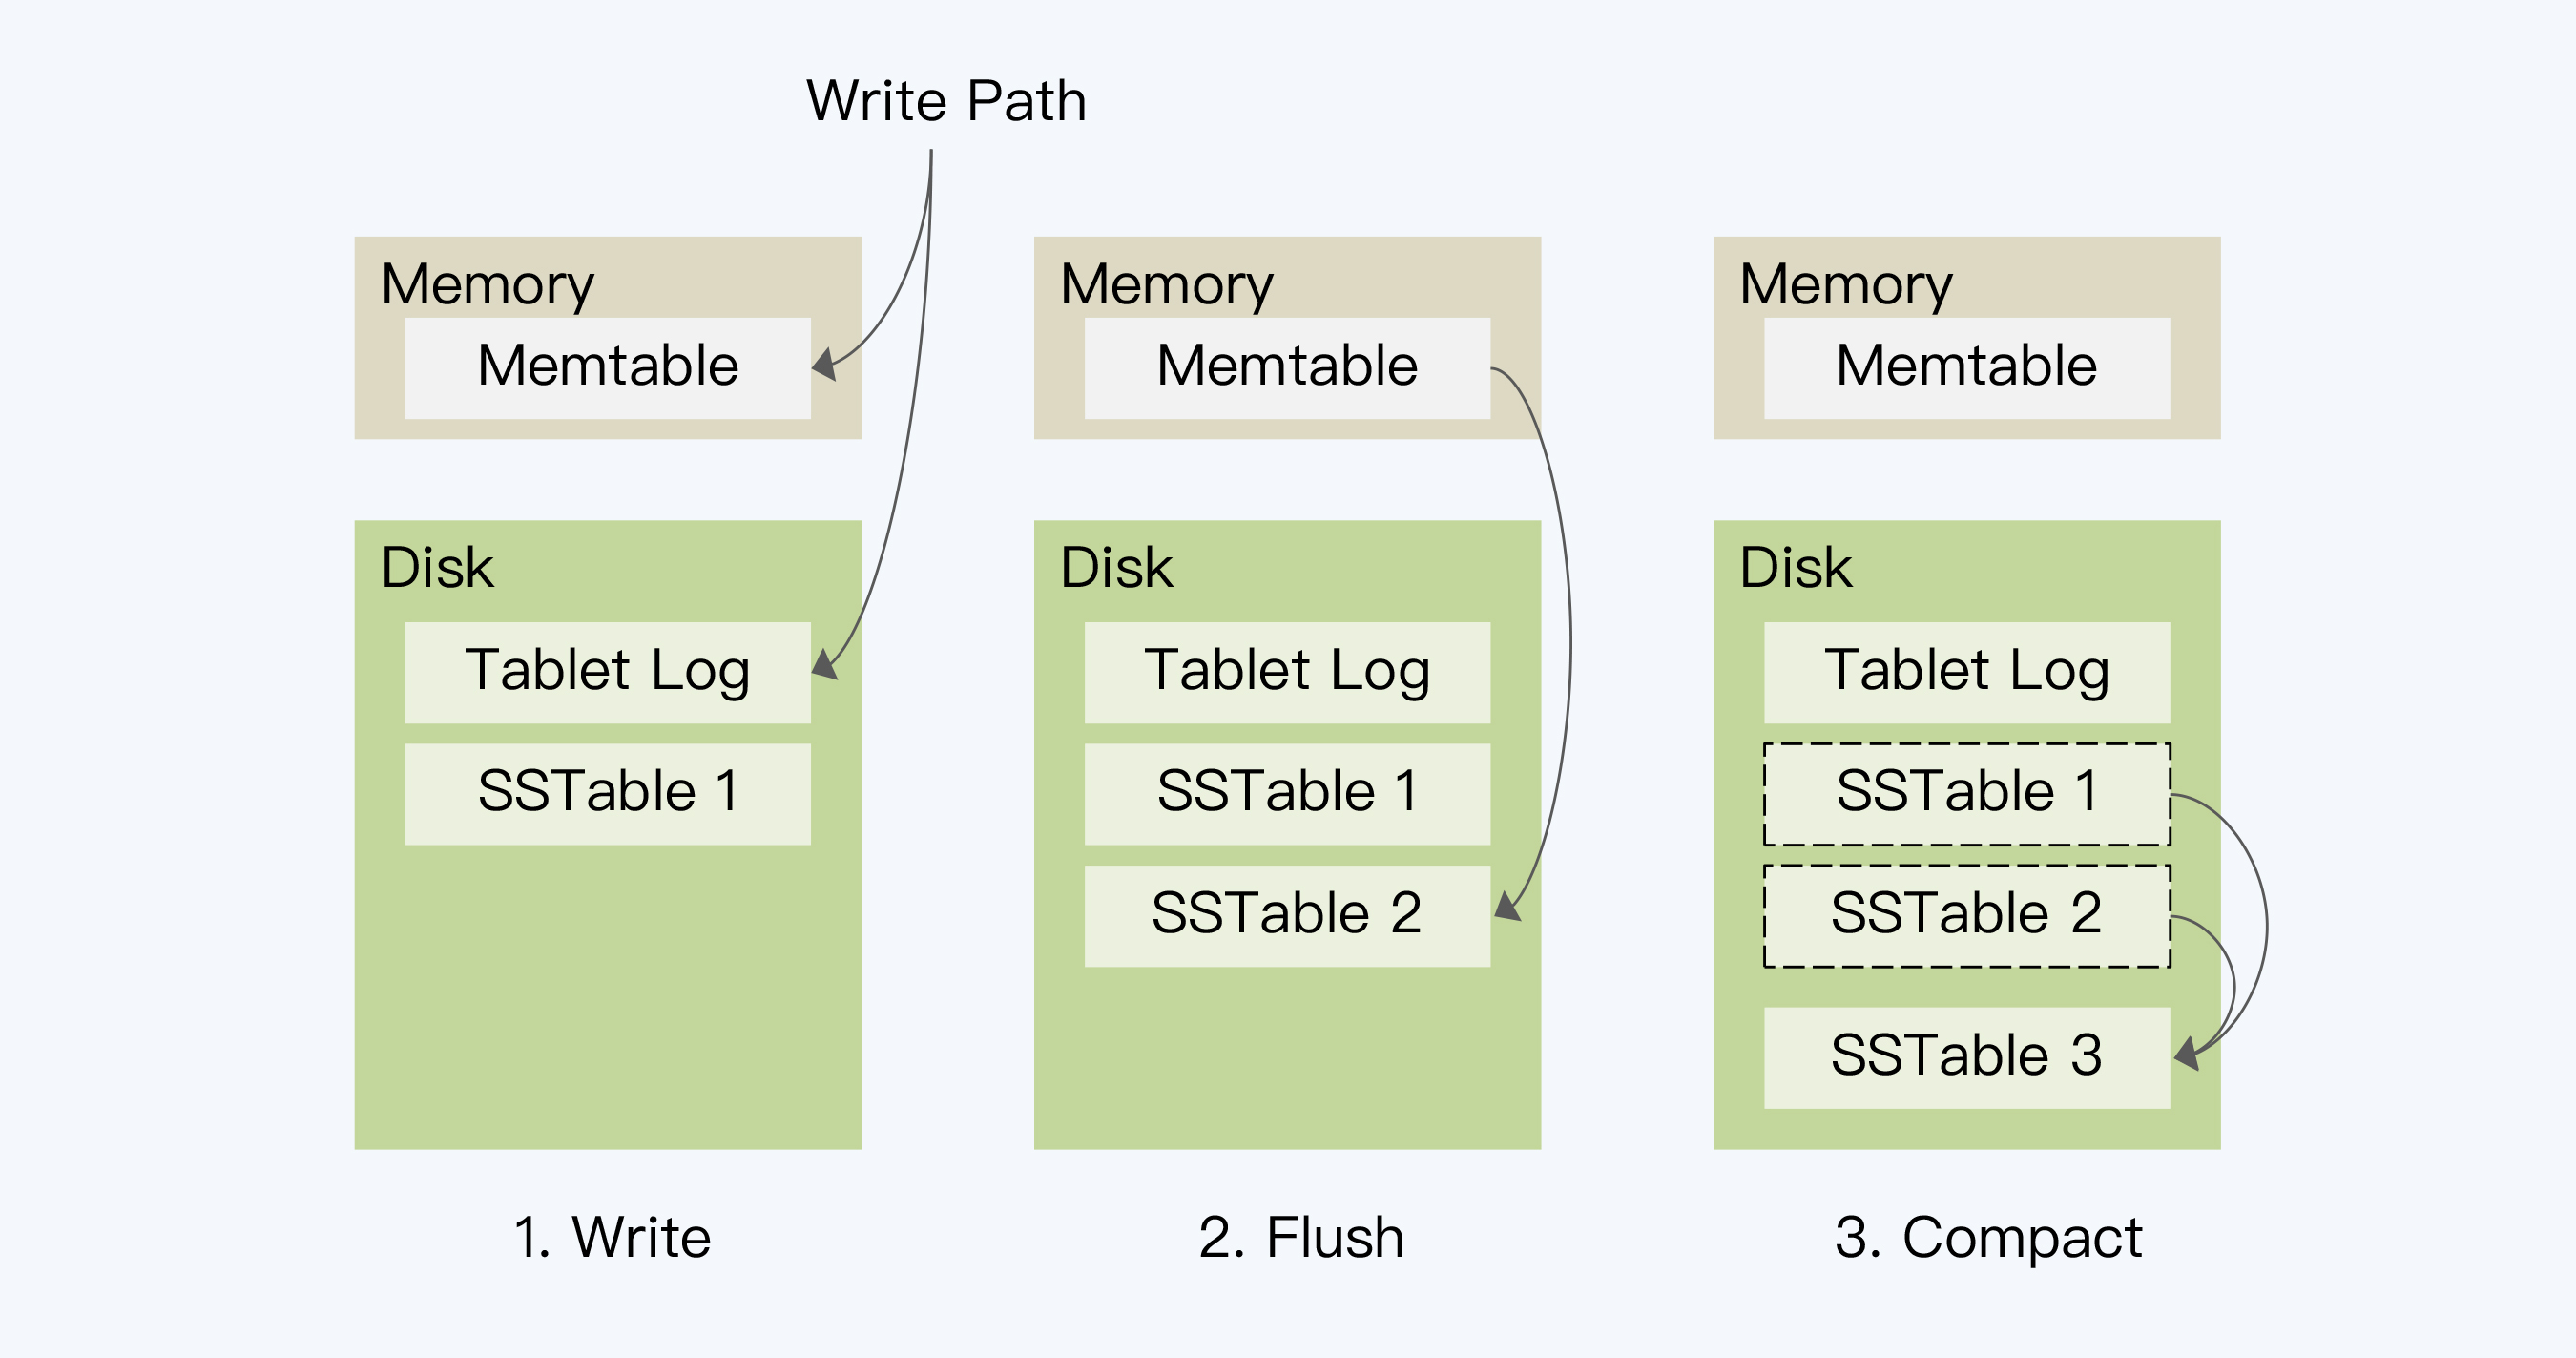 Write Path
Memory
Memtable
Disk
Tablet Log
SSTable 1
1. Write
Memory
Memtable
Disk
Tablet Log
SSTable 1
SSTable 2
2. Flush
Memory
Memtable
Disk
Tablet Log
SSTable 1
SSTable 2
SSTable 3
3. Compact